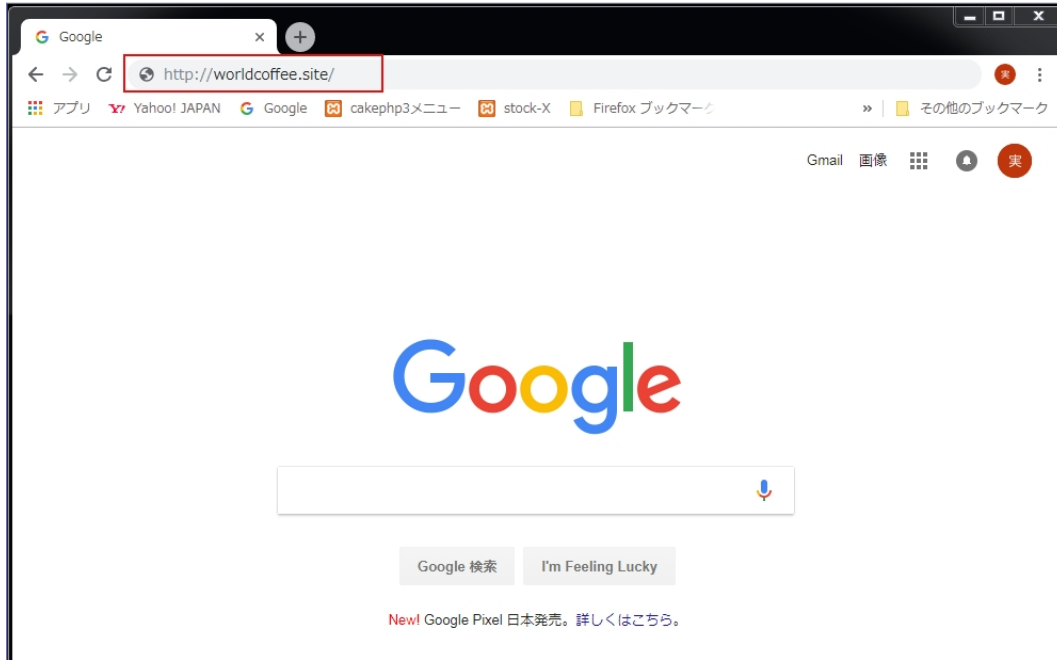 Google
http://worldcoffee.site/
実
アプリ Yahoo! JAPAN Google cakephp3メニュー stock-X Firefox ブックマーク » その他のブックマーク
Gmail 画像 実
Google
Google 検索 I'm Feeling Lucky
New! Google Pixel 日本発売。詳しくはこちら。